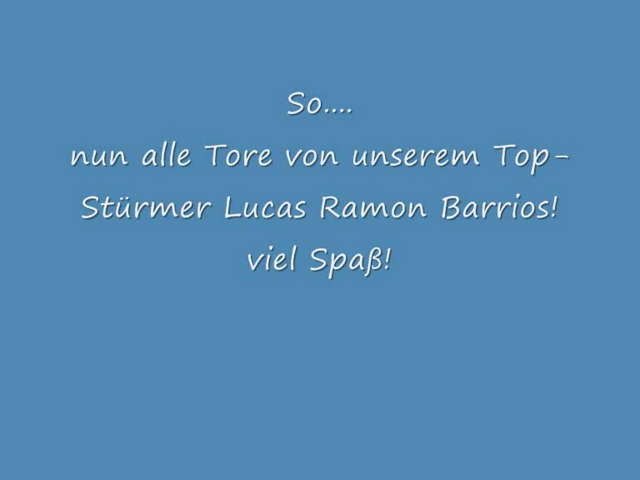 So....
nun alle Tore von unserem Top-
Stürmer Lucas Ramon Barrios!
viel Spaß!